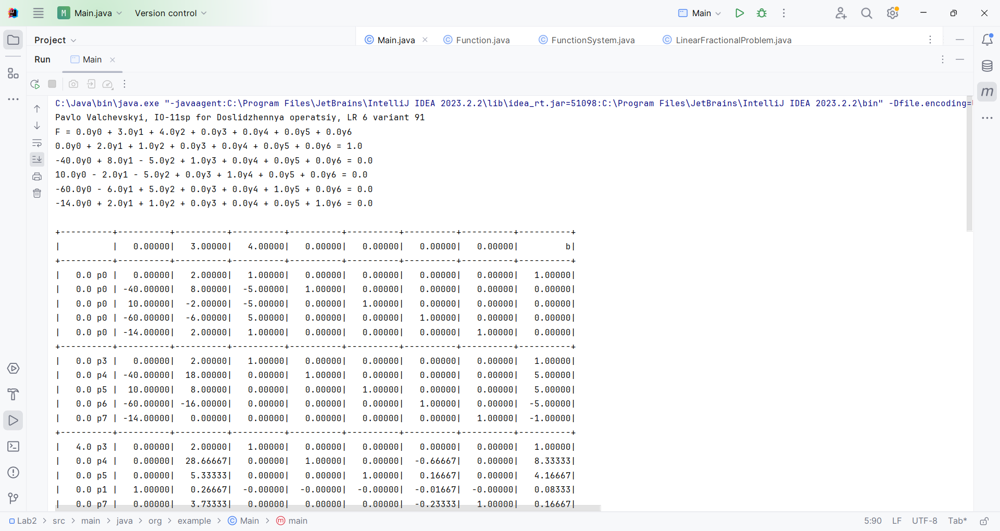 M Main.java Version control Main
Project Main.java Function.java FunctionSystem.java LinearFractionalProblem.java
Run Main
C:\Java\bin\java.exe "-javaagent:C:\Program Files\JetBrains\IntelliJ IDEA 2023.2.2\lib\idea_rt.jar=51098:C:\Program Files\JetBrains\IntelliJ IDEA 2023.2.2\bin" -Dfile.encoding=
Pavlo Valchevskyi, IO-11sp for Doslidzhennya operatsiy, LR 6 variant 91
F = 0.0y0 + 3.0y1 + 4.0y2 + 0.0y3 + 0.0y4 + 0.0y5 + 0.0y6
0.0y0 + 2.0y1 + 1.0y2 + 0.0y3 + 0.0y4 + 0.0y5 + 0.0y6 = 1.0
-40.0y0 + 8.0y1 - 5.0y2 + 1.0y3 + 0.0y4 + 0.0y5 + 0.0y6 = 0.0
10.0y0 - 2.0y1 - 5.0y2 + 0.0y3 + 1.0y4 + 0.0y5 + 0.0y6 = 0.0
-60.0y0 - 6.0y1 + 5.0y2 + 0.0y3 + 0.0y4 + 1.0y5 + 0.0y6 = 0.0
-14.0y0 + 2.0y1 + 1.0y2 + 0.0y3 + 0.0y4 + 0.0y5 + 1.0y6 = 0.0
+----------+----------+----------+----------+----------+----------+----------+----------+----------+
|          |   0.00000|   3.00000|   4.00000|   0.00000|   0.00000|   0.00000|   0.00000|         b|
+----------+----------+----------+----------+----------+----------+----------+----------+----------+
|   0.0 p0 |   0.00000|   2.00000|   1.00000|   0.00000|   0.00000|   0.00000|   0.00000|   1.00000|
|   0.0 p0 | -40.00000|   8.00000|  -5.00000|   1.00000|   0.00000|   0.00000|   0.00000|   0.00000|
|   0.0 p0 |  10.00000|  -2.00000|  -5.00000|   0.00000|   1.00000|   0.00000|   0.00000|   0.00000|
|   0.0 p0 | -60.00000|  -6.00000|   5.00000|   0.00000|   0.00000|   1.00000|   0.00000|   0.00000|
|   0.0 p0 | -14.00000|   2.00000|   1.00000|   0.00000|   0.00000|   0.00000|   1.00000|   0.00000|
+----------+----------+----------+----------+----------+----------+----------+----------+----------+
|   0.0 p3 |   0.00000|   2.00000|   1.00000|   0.00000|   0.00000|   0.00000|   0.00000|   1.00000|
|   0.0 p4 | -40.00000|  18.00000|   0.00000|   1.00000|   0.00000|   0.00000|   0.00000|   5.00000|
|   0.0 p5 |  10.00000|   8.00000|   0.00000|   0.00000|   1.00000|   0.00000|   0.00000|   5.00000|
|   0.0 p6 | -60.00000| -16.00000|   0.00000|   0.00000|   0.00000|   1.00000|   0.00000|  -5.00000|
|   0.0 p7 | -14.00000|   0.00000|   0.00000|   0.00000|   0.00000|   0.00000|   1.00000|  -1.00000|
+----------+----------+----------+----------+----------+----------+----------+----------+----------+
|   4.0 p3 |   0.00000|   2.00000|   1.00000|   0.00000|   0.00000|   0.00000|   0.00000|   1.00000|
|   0.0 p4 |   0.00000|  28.66667|   0.00000|   1.00000|   0.00000|  -0.66667|   0.00000|   8.33333|
|   0.0 p5 |   0.00000|   5.33333|   0.00000|   0.00000|   1.00000|   0.16667|   0.00000|   4.16667|
|   0.0 p1 |   1.00000|   0.26667|  -0.00000|  -0.00000|  -0.00000|  -0.01667|  -0.00000|   0.08333|
|   0.0 p7 |   0.00000|   3.73333|   0.00000|   0.00000|   0.00000|  -0.23333|   1.00000|   0.16667|
Lab2 > src > main > java > org > example > Main > main 5:90 LF UTF-8 Tab*